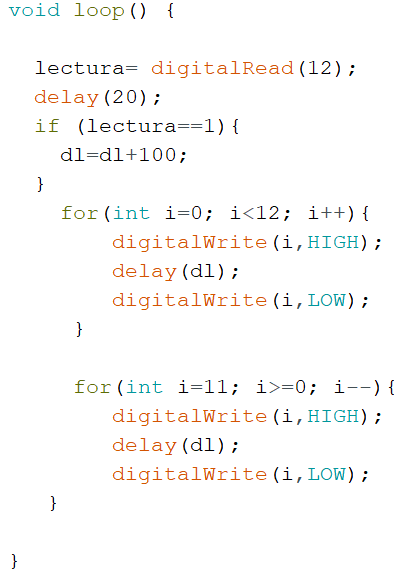 void loop() {
lectura= digitalRead(12);
delay(20);
if (lectura==1){
dl=dl+100;
}
for(int i=0; i<12; i++){
digitalWrite(i,HIGH);
delay(dl);
digitalWrite(i,LOW);
}
for(int i=11; i>=0; i--){
digitalWrite(i,HIGH);
delay(dl);
digitalWrite(i,LOW);
}
}